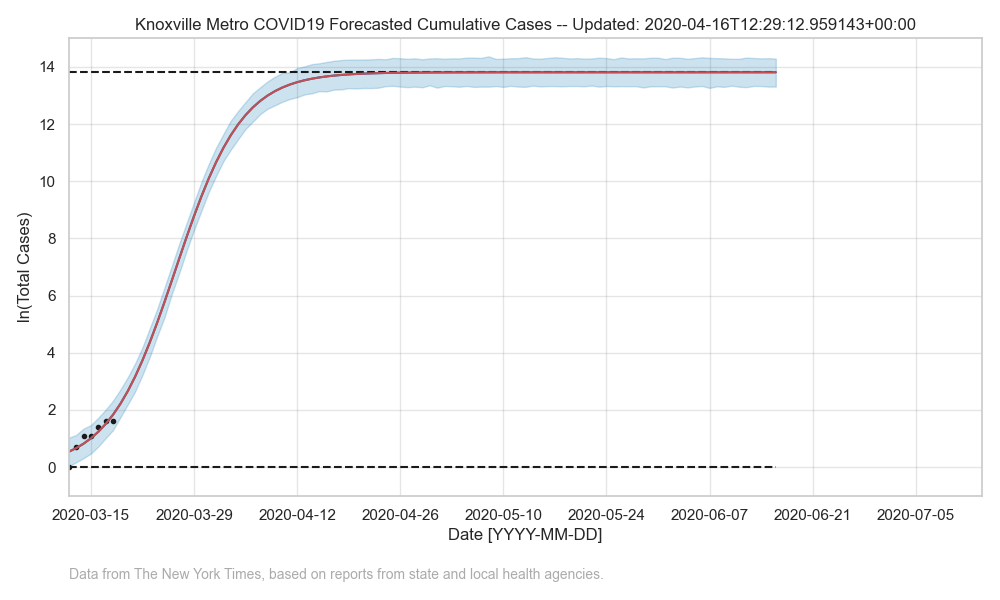 Knoxville Metro COVID19 Forecasted Cumulative Cases -- Updated: 2020-04-16T12:29:12.959143+00:00
14
12
10
8
6
4
2
0
ln(Total Cases)
2020-03-15 2020-03-29 2020-04-12 2020-04-26 2020-05-10 2020-05-24 2020-06-07 2020-06-21 2020-07-05
Date [YYYY-MM-DD]
Data from The New York Times, based on reports from state and local health agencies.